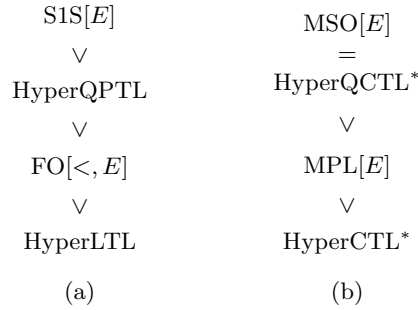 S1S[E]
∨
HyperQPTL
∨
FO[<, E]
∨
HyperLTL
(a)
MSO[E]
=
HyperQCTL*
∨
MPL[E]
∨
HyperCTL*
(b)